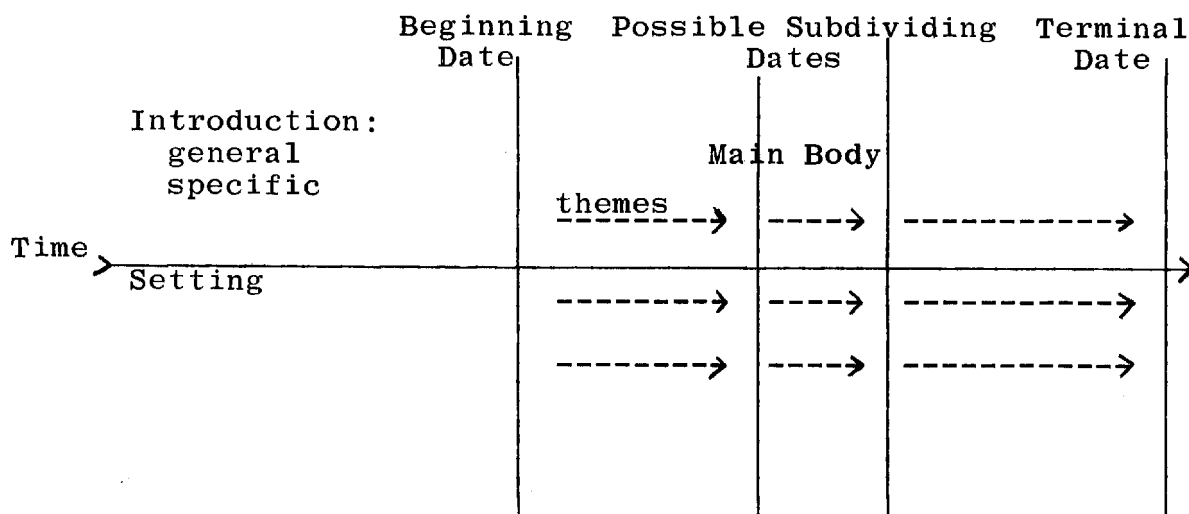 Beginning Possible Subdividing Terminal
Date Dates Date
Introduction:
general
specific
Main Body
themes
Time
Setting